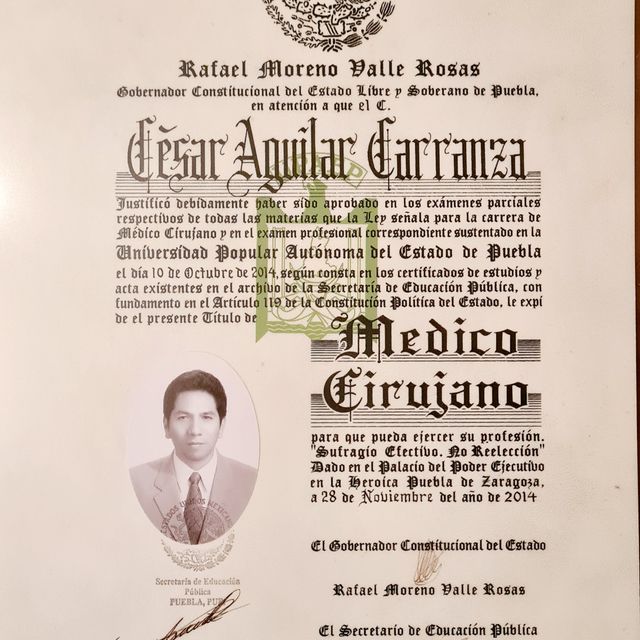 Rafael Moreno Valle Rosas
Gobernador Constitucional del Estado Libre y Soberano de Puebla,
en atención a que el C.
César Aguilar Carranza
Justificó debidamente haber sido aprobado en los exámenes parciales
respectivos de todas las materias que la Ley señala para la carrera de
Médico Cirujano y en el examen profesional correspondiente sustentado en la
Universidad Popular Autónoma del Estado de Puebla
el día 10 de Octubre de 2014, según consta en los certificados de estudios y
acta existentes en el archivo de la Secretaría de Educación Pública, con
fundamento en el Artículo 119 de la Constitución Política del Estado, le expi
de el presente Título de
Medico
Cirujano
para que pueda ejercer su profesión.
"Sufragio Efectivo. No Reelección"
Dado en el Palacio del Poder Ejecutivo
en la Heroica Puebla de Zaragoza,
a 28 de Noviembre del año de 2014
ESTADOS UNIDOS MEXICANOS
Secretaría de Educación
Pública
PUEBLA, PUE
El Gobernador Constitucional del Estado
Rafael Moreno Valle Rosas
El Secretario de Educación Pública